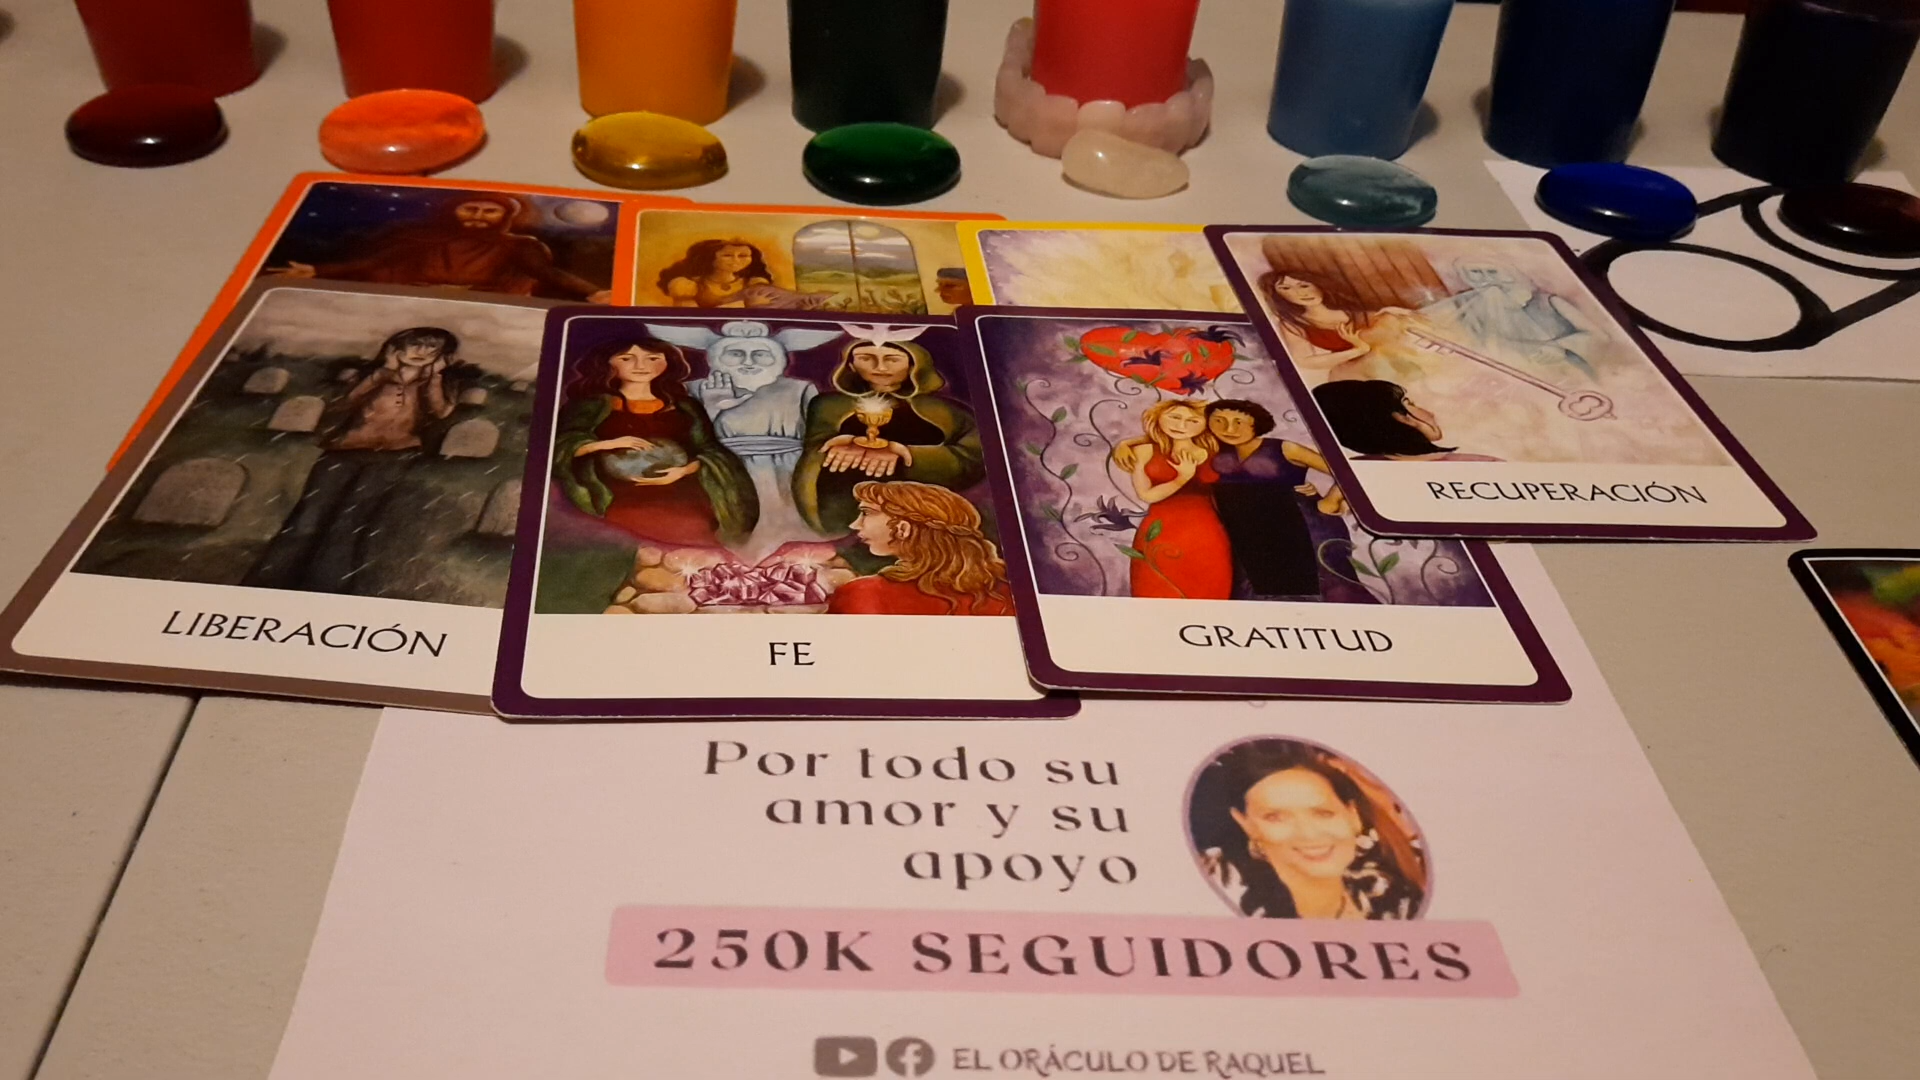 RECUPERACIÓN
LIBERACIÓN
FE
GRATITUD
Por todo su
amor y su
apoyo
250K SEGUIDORES
EL ORÁCULO DE RAQUEL